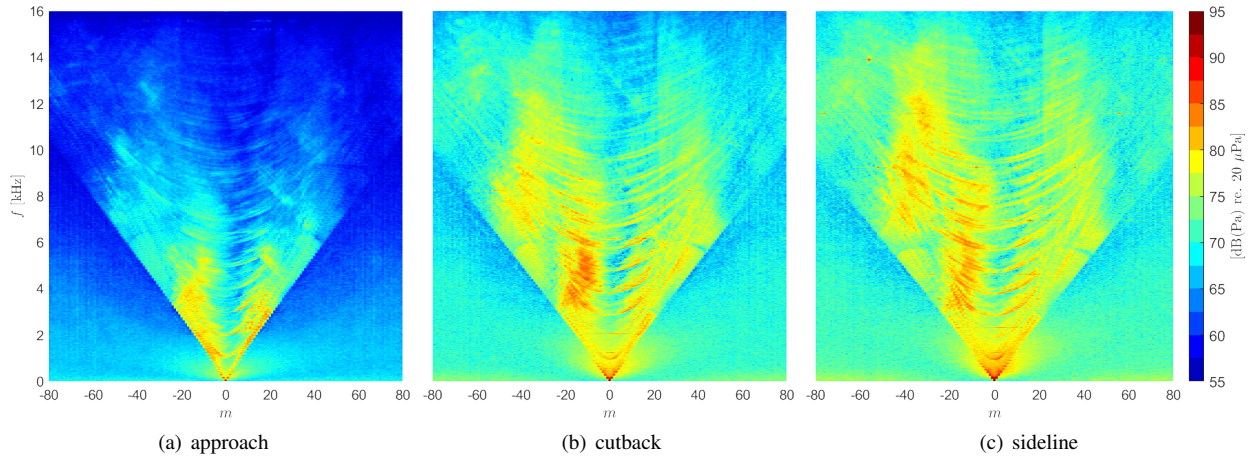 16
14
12
10
8
6
4
2
0
f [kHz]
-80 -60 -40 -20 0 20 40 60 80
m
(a) approach
-80 -60 -40 -20 0 20 40 60 80
m
(b) cutback
-80 -60 -40 -20 0 20 40 60 80
m
(c) sideline
95
90
85
80
75
70
65
60
55
[dB(Pa) re. 20 μPa]